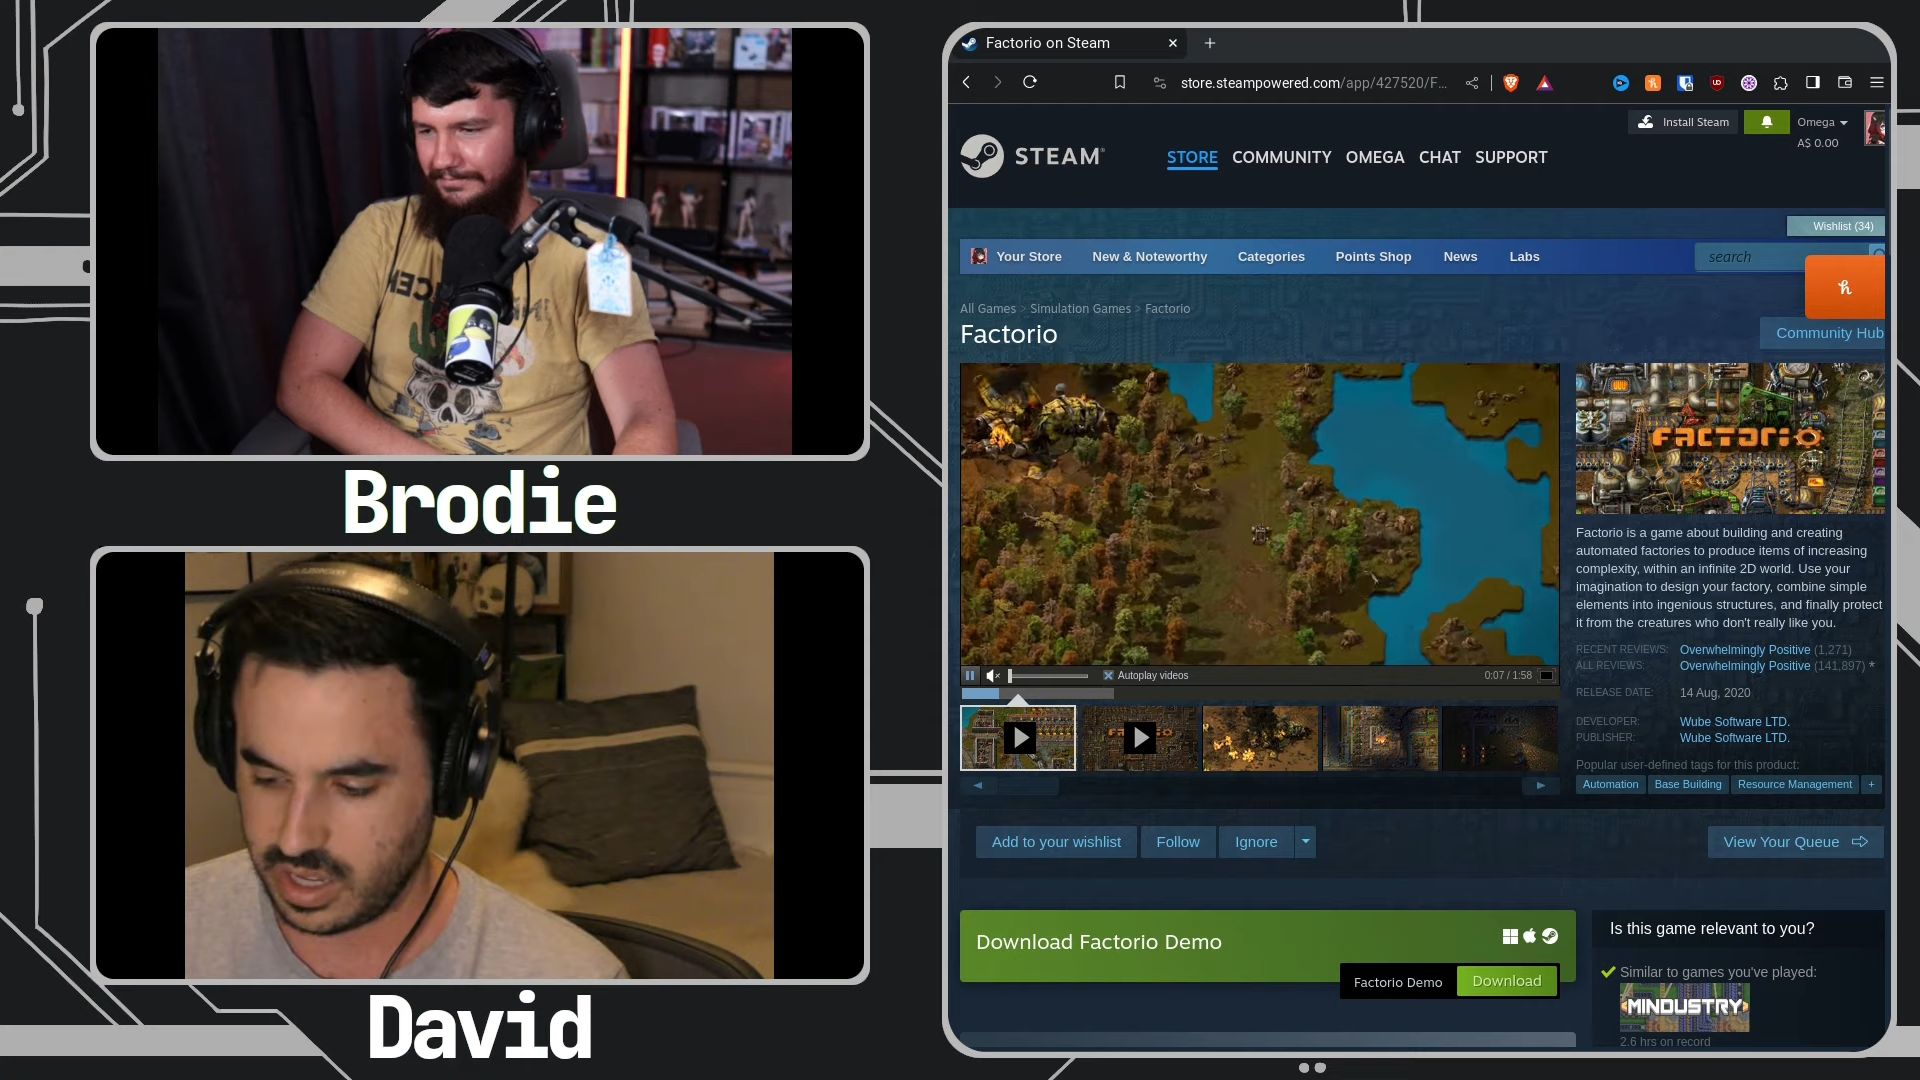 Brodie
David
Factorio on Steam
store.steampowered.com/app/427520/F...
Install Steam
Omega
A$ 0.00
STEAM
STORE COMMUNITY OMEGA CHAT SUPPORT
Wishlist (34)
Your Store New & Noteworthy Categories Points Shop News Labs
search
All Games > Simulation Games > Factorio
Factorio
Community Hub
FACTORIO
Factorio is a game about building and creating
automated factories to produce items of increasing
complexity, within an infinite 2D world. Use your
imagination to design your factory, combine simple
elements into ingenious structures, and finally protect
it from the creatures who don't really like you.
RECENT REVIEWS: Overwhelmingly Positive (1,271)
ALL REVIEWS: Overwhelmingly Positive (141,897) *
RELEASE DATE: 14 Aug, 2020
DEVELOPER: Wube Software LTD.
PUBLISHER: Wube Software LTD.
Popular user-defined tags for this product:
Automation Base Building Resource Management +
Autoplay videos
0:07 / 1:58
Add to your wishlist Follow Ignore
View Your Queue
Download Factorio Demo
Factorio Demo Download
Is this game relevant to you?
Similar to games you've played:
MINDUSTRY
2.6 hrs on record